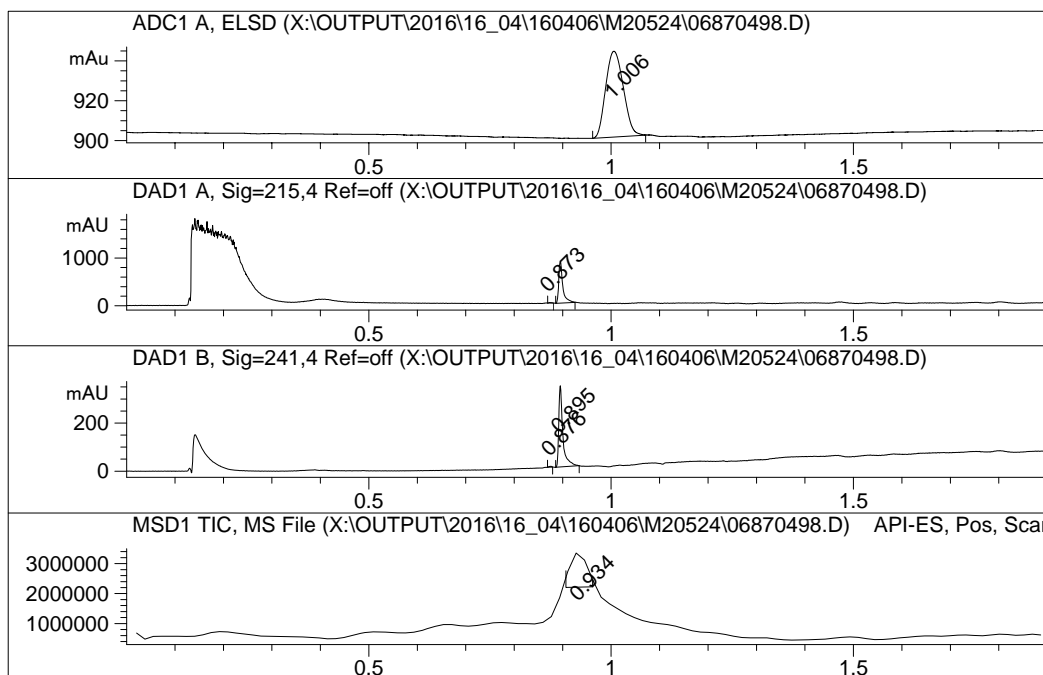 ADC1 A, ELSD (X:\OUTPUT\2016\16_04\160406\M20524\06870498.D)
mAu
1.006
920
900
0.5 1 1.5
DAD1 A, Sig=215,4 Ref=off (X:\OUTPUT\2016\16_04\160406\M20524\06870498.D)
mAU
0.873
1000000
0
0.5 1 1.5
DAD1 B, Sig=241,4 Ref=off (X:\OUTPUT\2016\16_04\160406\M20524\06870498.D)
mAU
0.895
0.876
200
0
0.5 1 1.5
MSD1 TIC, MS File (X:\OUTPUT\2016\16_04\160406\M20524\06870498.D) API-ES, Pos, Scan
3000000
0.934
2000000
1000000
0.5 1 1.5